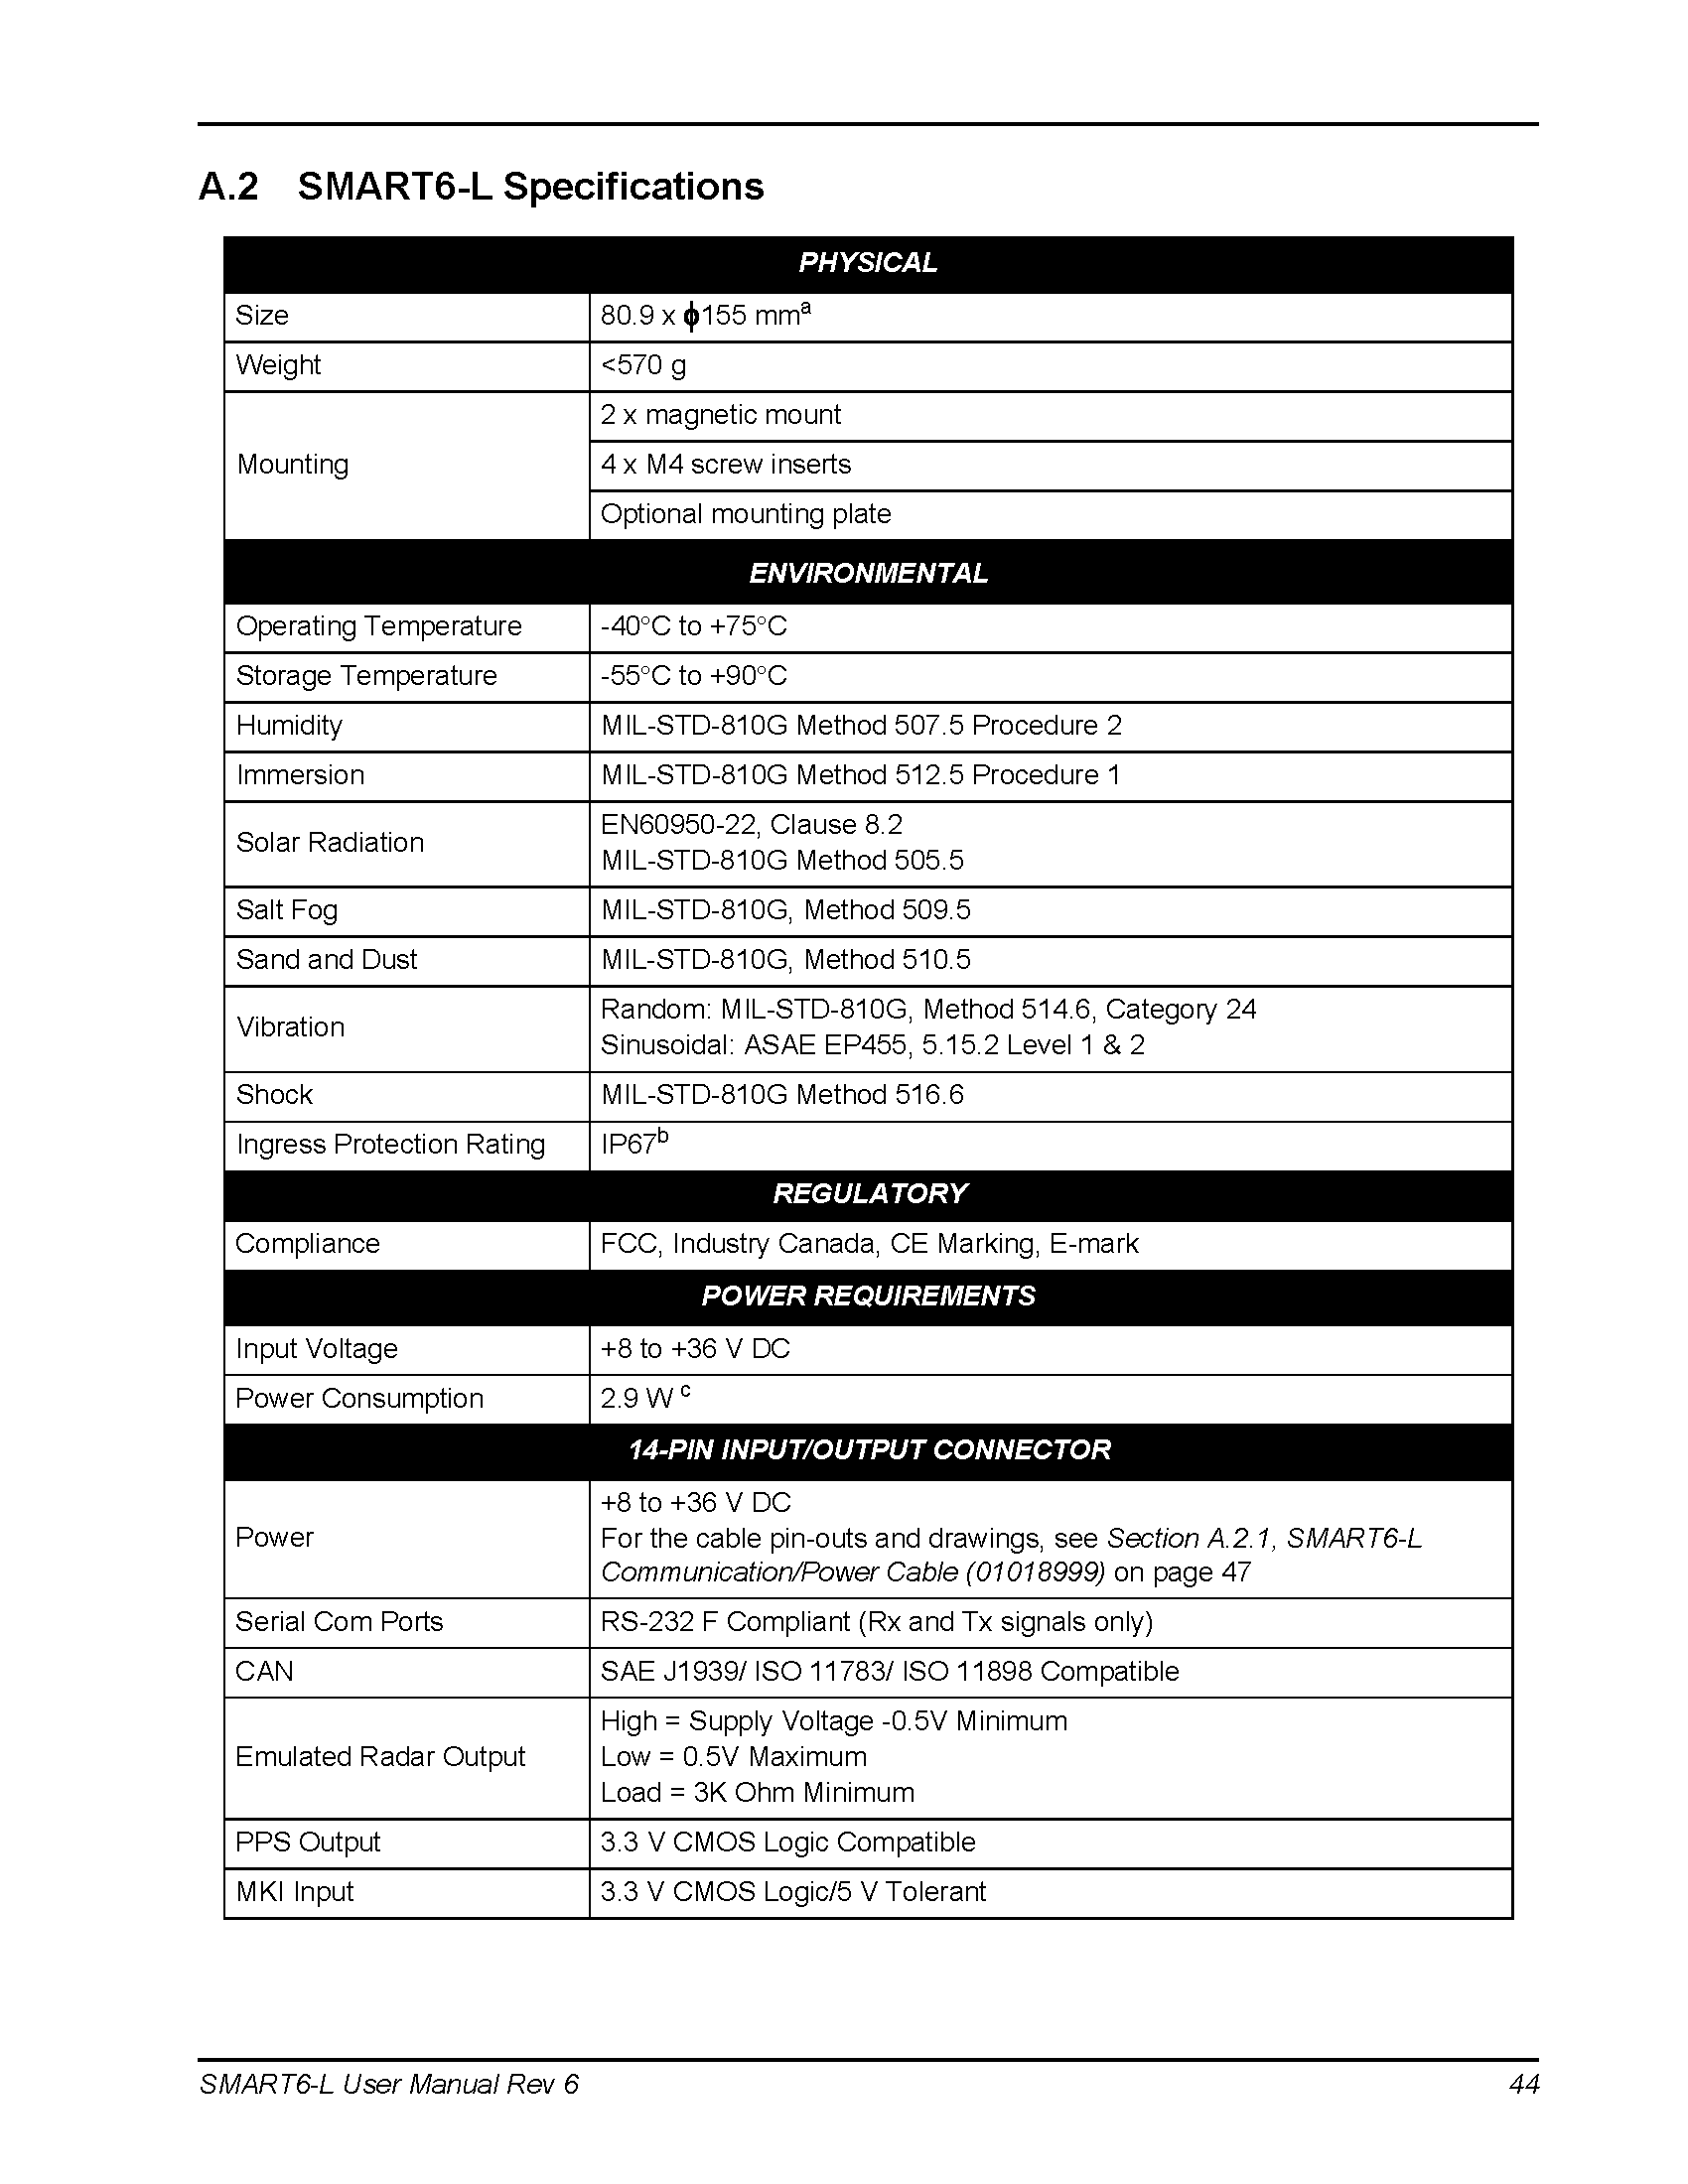 A.2 SMART6-L Specifications
PHYSICAL
Size 80.9 x ϕ155 mmᵃ
Weight <570 g
Mounting
2 x magnetic mount
4 x M4 screw inserts
Optional mounting plate
ENVIRONMENTAL
Operating Temperature -40°C to +75°C
Storage Temperature -55°C to +90°C
Humidity MIL-STD-810G Method 507.5 Procedure 2
Immersion MIL-STD-810G Method 512.5 Procedure 1
Solar Radiation
EN60950-22, Clause 8.2
MIL-STD-810G Method 505.5
Salt Fog MIL-STD-810G, Method 509.5
Sand and Dust MIL-STD-810G, Method 510.5
Vibration
Random: MIL-STD-810G, Method 514.6, Category 24
Sinusoidal: ASAE EP455, 5.15.2 Level 1 & 2
Shock MIL-STD-810G Method 516.6
Ingress Protection Rating IP67ᵇ
REGULATORY
Compliance FCC, Industry Canada, CE Marking, E-mark
POWER REQUIREMENTS
Input Voltage +8 to +36 V DC
Power Consumption 2.9 W ᶜ
14-PIN INPUT/OUTPUT CONNECTOR
Power
+8 to +36 V DC
For the cable pin-outs and drawings, see Section A.2.1, SMART6-L
Communication/Power Cable (01018999) on page 47
Serial Com Ports RS-232 F Compliant (Rx and Tx signals only)
CAN SAE J1939/ ISO 11783/ ISO 11898 Compatible
Emulated Radar Output
High = Supply Voltage -0.5V Minimum
Low = 0.5V Maximum
Load = 3K Ohm Minimum
PPS Output 3.3 V CMOS Logic Compatible
MKI Input 3.3 V CMOS Logic/5 V Tolerant
SMART6-L User Manual Rev 6 44